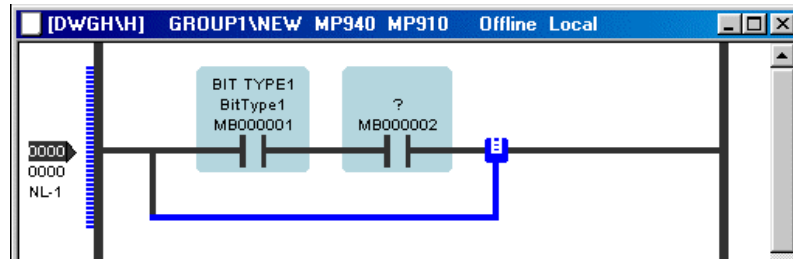 [DWGH\H] GROUP1\NEW MP940 MP910 Offline Local
BIT TYPE1
BitType1
MB000001
?
MB000002
0000
0000
NL-1